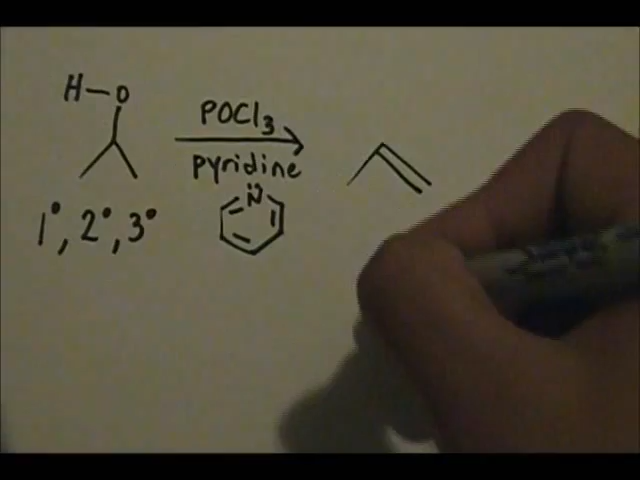 H–O
POCl3
pyridine
N̈
1°, 2°, 3°